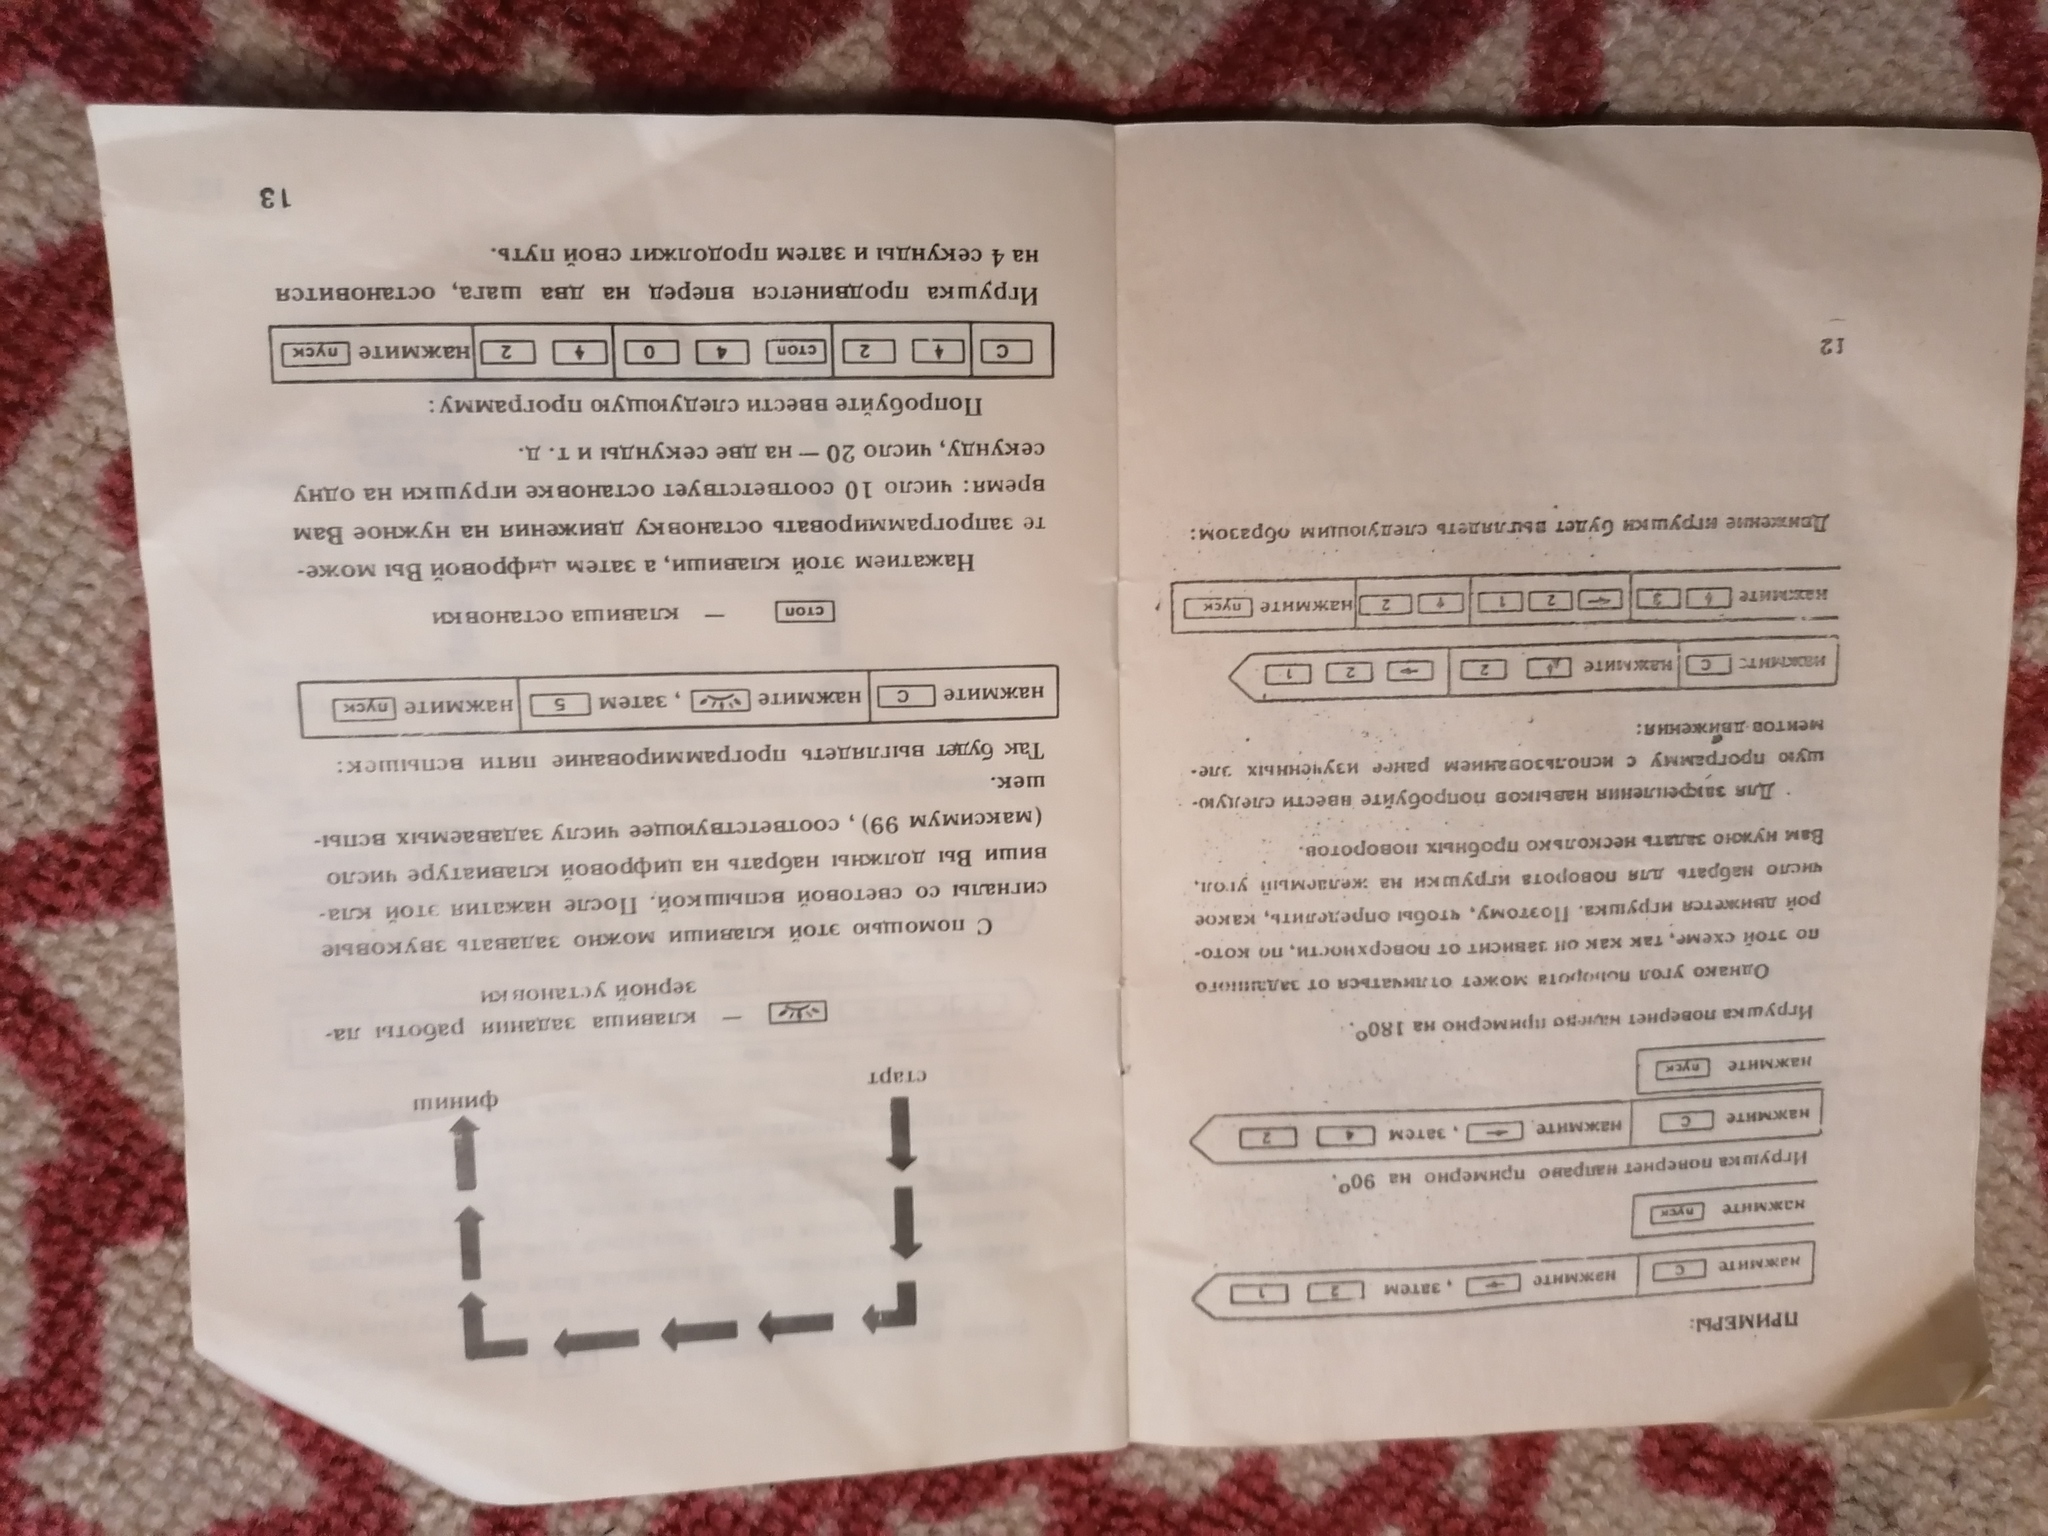 ПРИМЕРЫ:
нажмите C нажмите → , затем 2 1
нажмите пуск
Игрушка повернет направо примерно на 90°.
нажмите C нажмите ← , затем 4 2
нажмите пуск
Игрушка повернет налево примерно на 180°.
Однако угол поворота может отличаться от заданного
по этой схеме, так как он зависит от поверхности, по кото-
рой движется игрушка. Поэтому, чтобы определить, какое
число набрать для поворота игрушки на желаемый угол,
Вам нужно задать несколько пробных поворотов.
Для закрепления навыков попробуйте ввести следую-
щую программу с использованием ранее изученных эле-
ментов движения:
нажмите C нажмите ↑ 2 → 2 1
нажмите ↑ 3 → 2 1 ↑ 2 нажмите пуск
Движение игрушки будет выглядеть следующим образом:
12
старт финиш
— клавиша задания работы ла-
зерной установки
С помощью этой клавиши можно задавать звуковые
сигналы со световой вспышкой. После нажатия этой кла-
виши Вы должны набрать на цифровой клавиатуре число
(максимум 99), соответствующее числу задаваемых вспы-
шек.
Так будет выглядеть программирование пяти вспышек:
нажмите C нажмите , затем 5 нажмите пуск
стоп — клавиша остановки
Нажатием этой клавиши, а затем цифровой Вы може-
те запрограммировать остановку движения на нужное Вам
время: число 10 соответствует остановке игрушки на одну
секунду, число 20 — на две секунды и т. д.
Попробуйте ввести следующую программу:
C ↑ 2 стоп 4 0 ↑ 2 нажмите пуск
Игрушка продвинется вперед на два шага, остановится
на 4 секунды и затем продолжит свой путь.
13